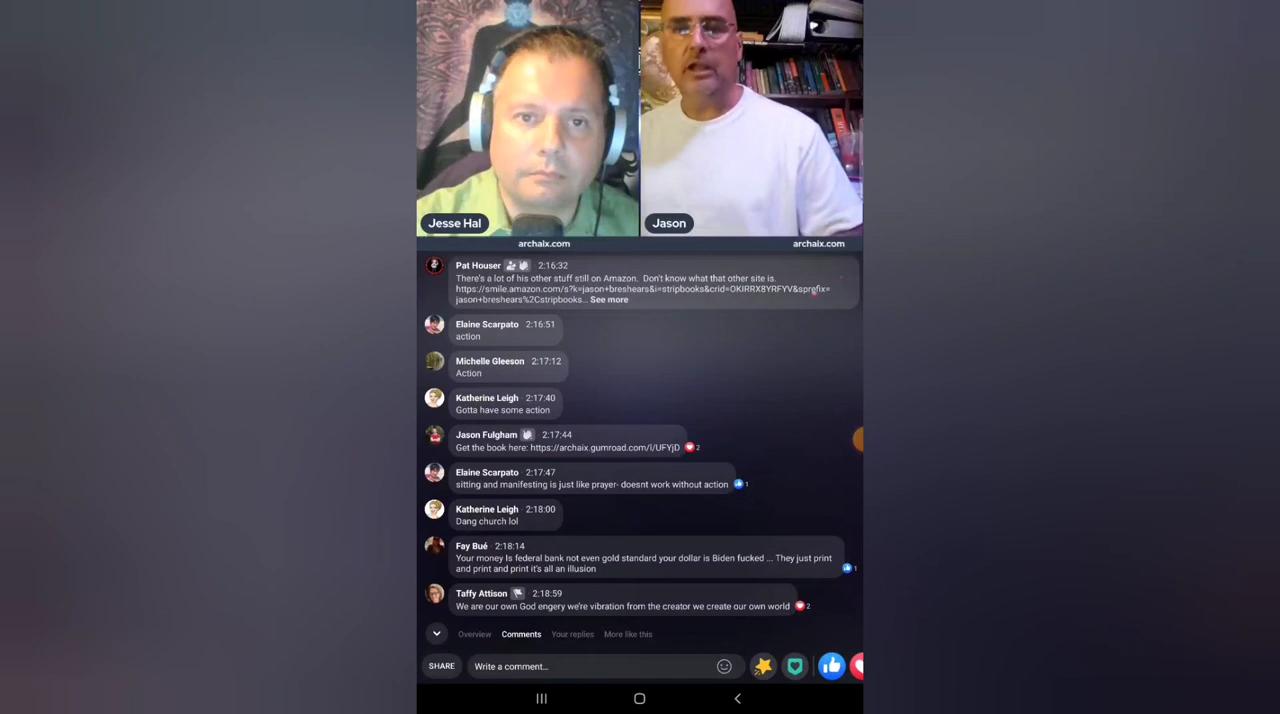 Jesse Hal
Jason
archaix.com
archaix.com
Pat Houser 2:16:32
There's a lot of his other stuff still on Amazon. Don't know what that other site is.
https://smile.amazon.com/s?k=jason+breshears&i=stripbooks&crid=OKIRRX8YRFYV&sprefix=
jason+breshears%2Cstripbooks... See more
Elaine Scarpato · 2:16:51
action
Michelle Gleeson · 2:17:12
Action
Katherine Leigh · 2:17:40
Gotta have some action
Jason Fulgham 2:17:44
Get the book here: https://archaix.gumroad.com/l/UFYjD 2
Elaine Scarpato · 2:17:47
sitting and manifesting is just like prayer- doesnt work without action 1
Katherine Leigh · 2:18:00
Dang church lol
Fay Bué · 2:18:14
Your money Is federal bank not even gold standard your dollar is Biden fucked ... They just print
and print and print it's all an illusion 1
Taffy Attison 2:18:59
We are our own God engery we're vibration from the creator we create our own world 2
Overview Comments Your replies More like this
SHARE Write a comment...